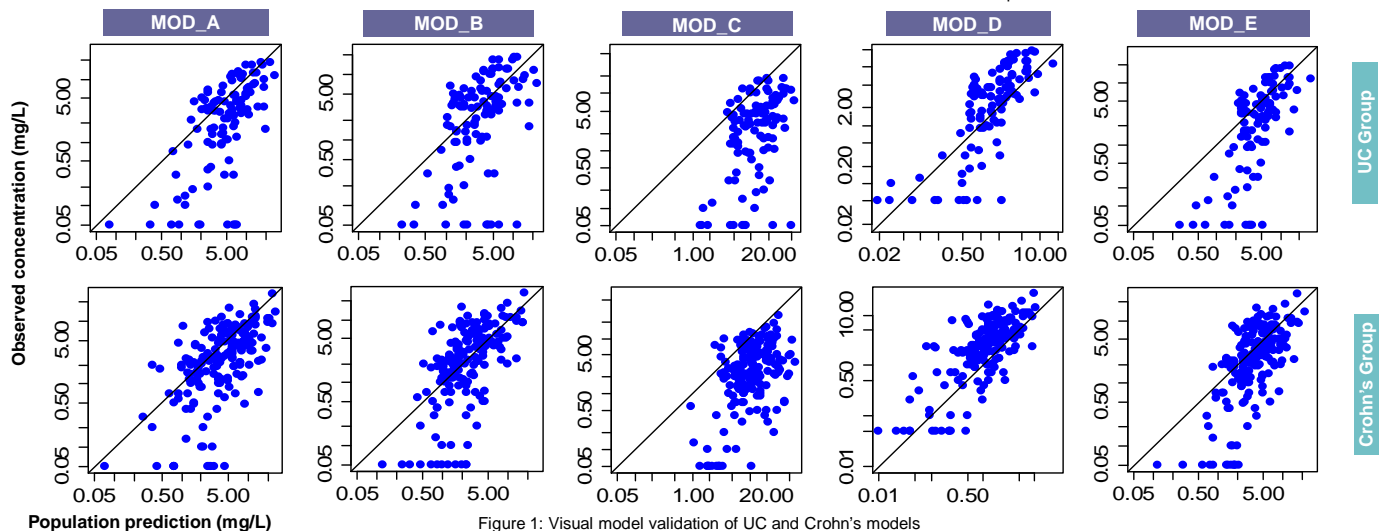 MOD_A MOD_B MOD_C MOD_D MOD_E
Observed concentration (mg/L)
5.00 0.50 0.05
0.05 0.50 5.00
5.00 0.50 0.05
0.05 0.50 5.00
5.00 0.50 0.05
0.05 1.00 20.00
2.00 0.20 0.02
0.02 0.50 10.00
5.00 0.50 0.05
0.05 0.50 5.00
UC Group
5.00 0.50 0.05
0.05 0.50 5.00
5.00 0.50 0.05
0.05 0.50 5.00
5.00 0.50 0.05
0.05 1.00 20.00
10.00 0.50 0.01
0.01 0.50
5.00 0.50 0.05
0.05 0.50 5.00
Crohn's Group
Population prediction (mg/L)
Figure 1: Visual model validation of UC and Crohn's models